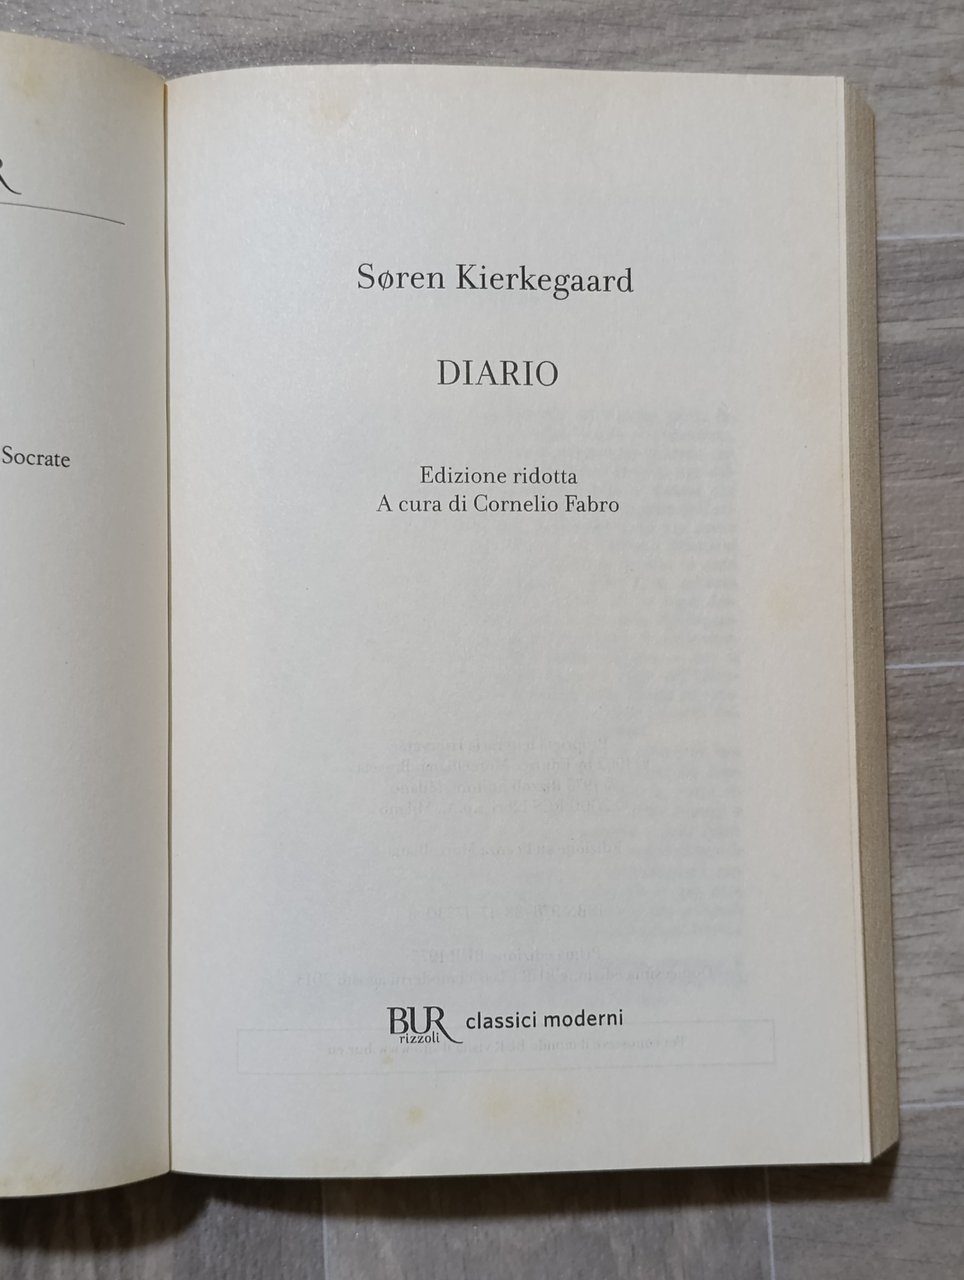 Socrate
Søren Kierkegaard
DIARIO
Edizione ridotta
A cura di Cornelio Fabro
BUR
rizzoli
classici moderni